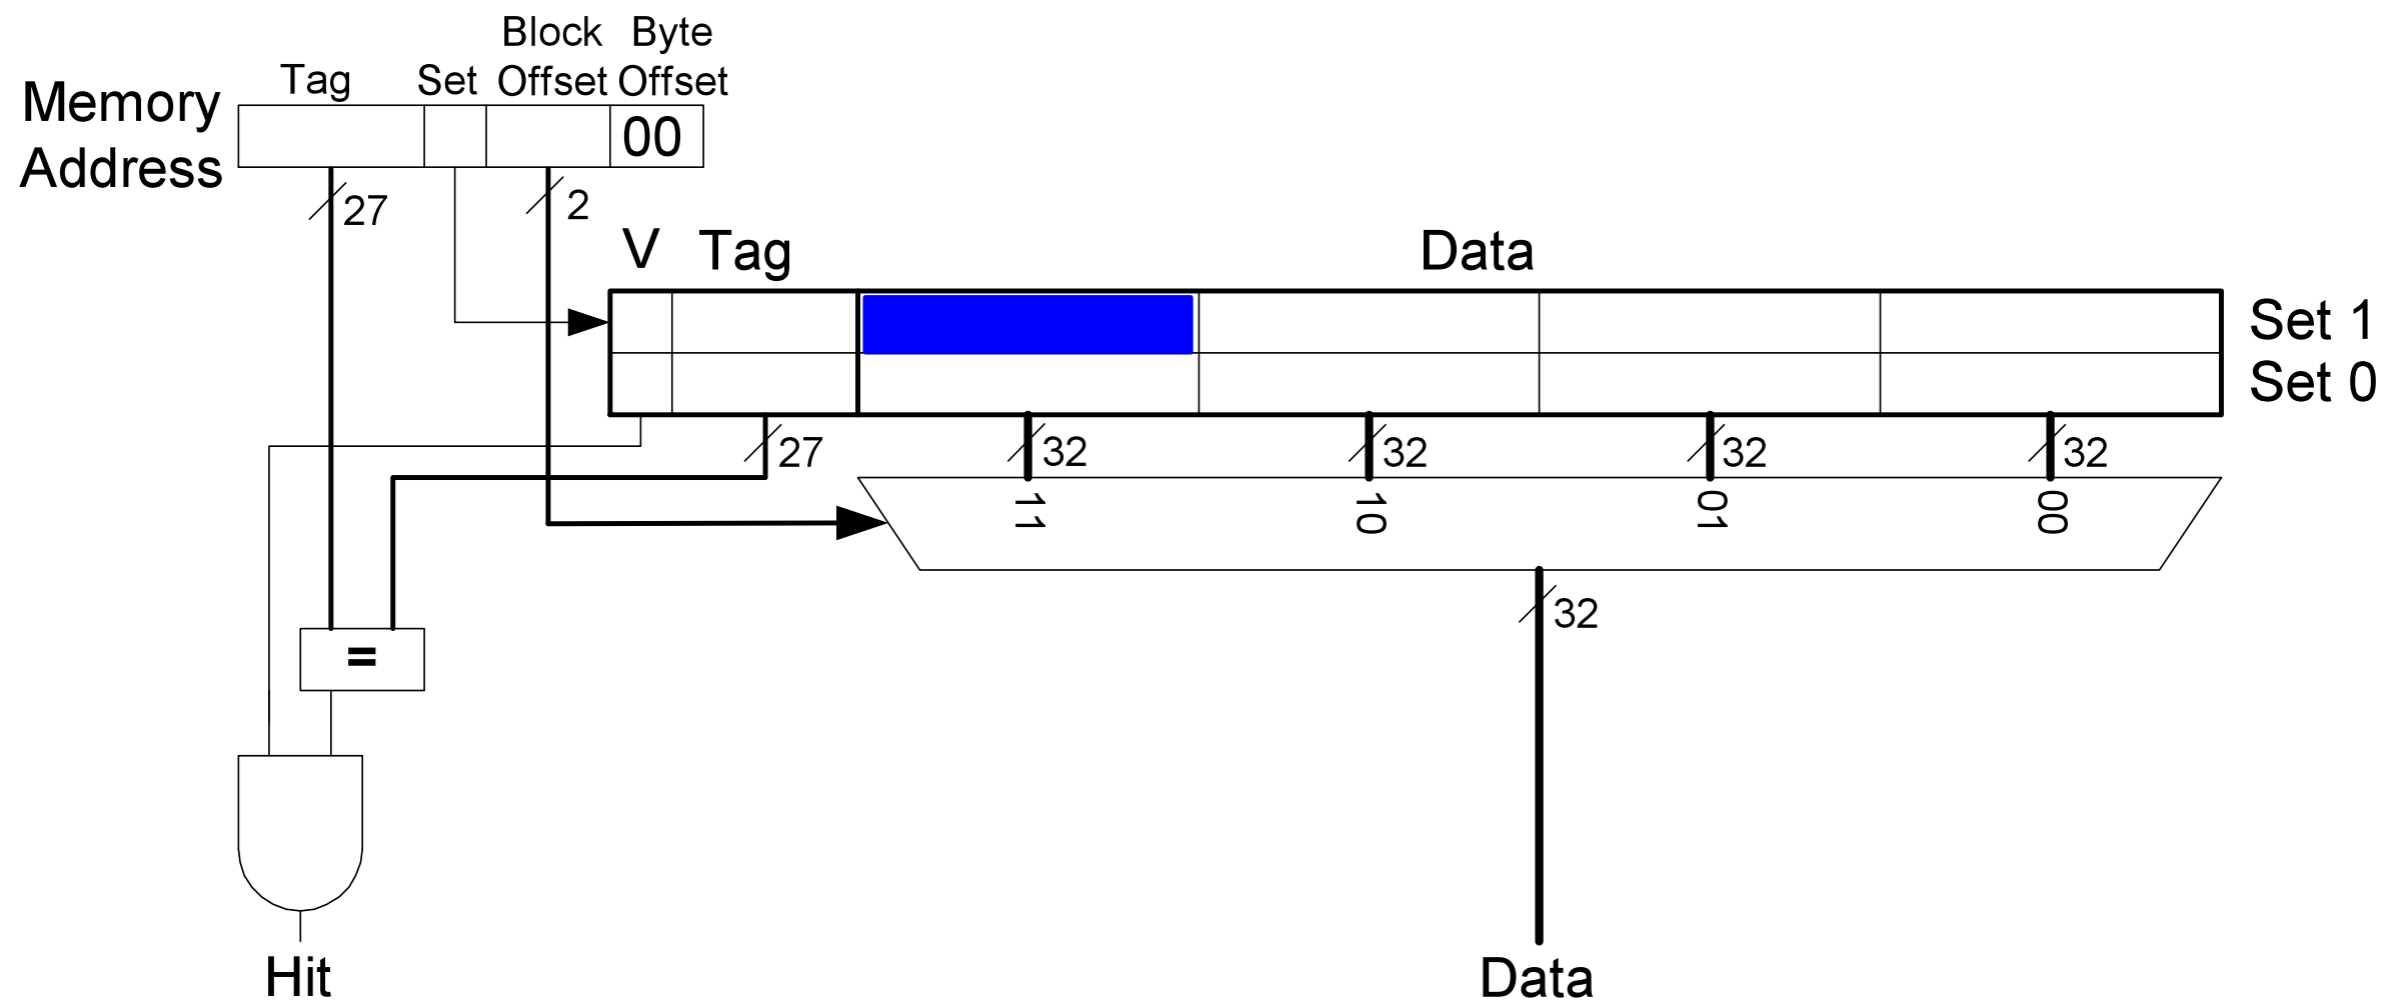 Block Byte
Tag Set Offset Offset
Memory
Address
00
27
2
V Tag Data
Set 1
Set 0
27 32 32 32 32
11 10 01 00
32
=
Hit
Data